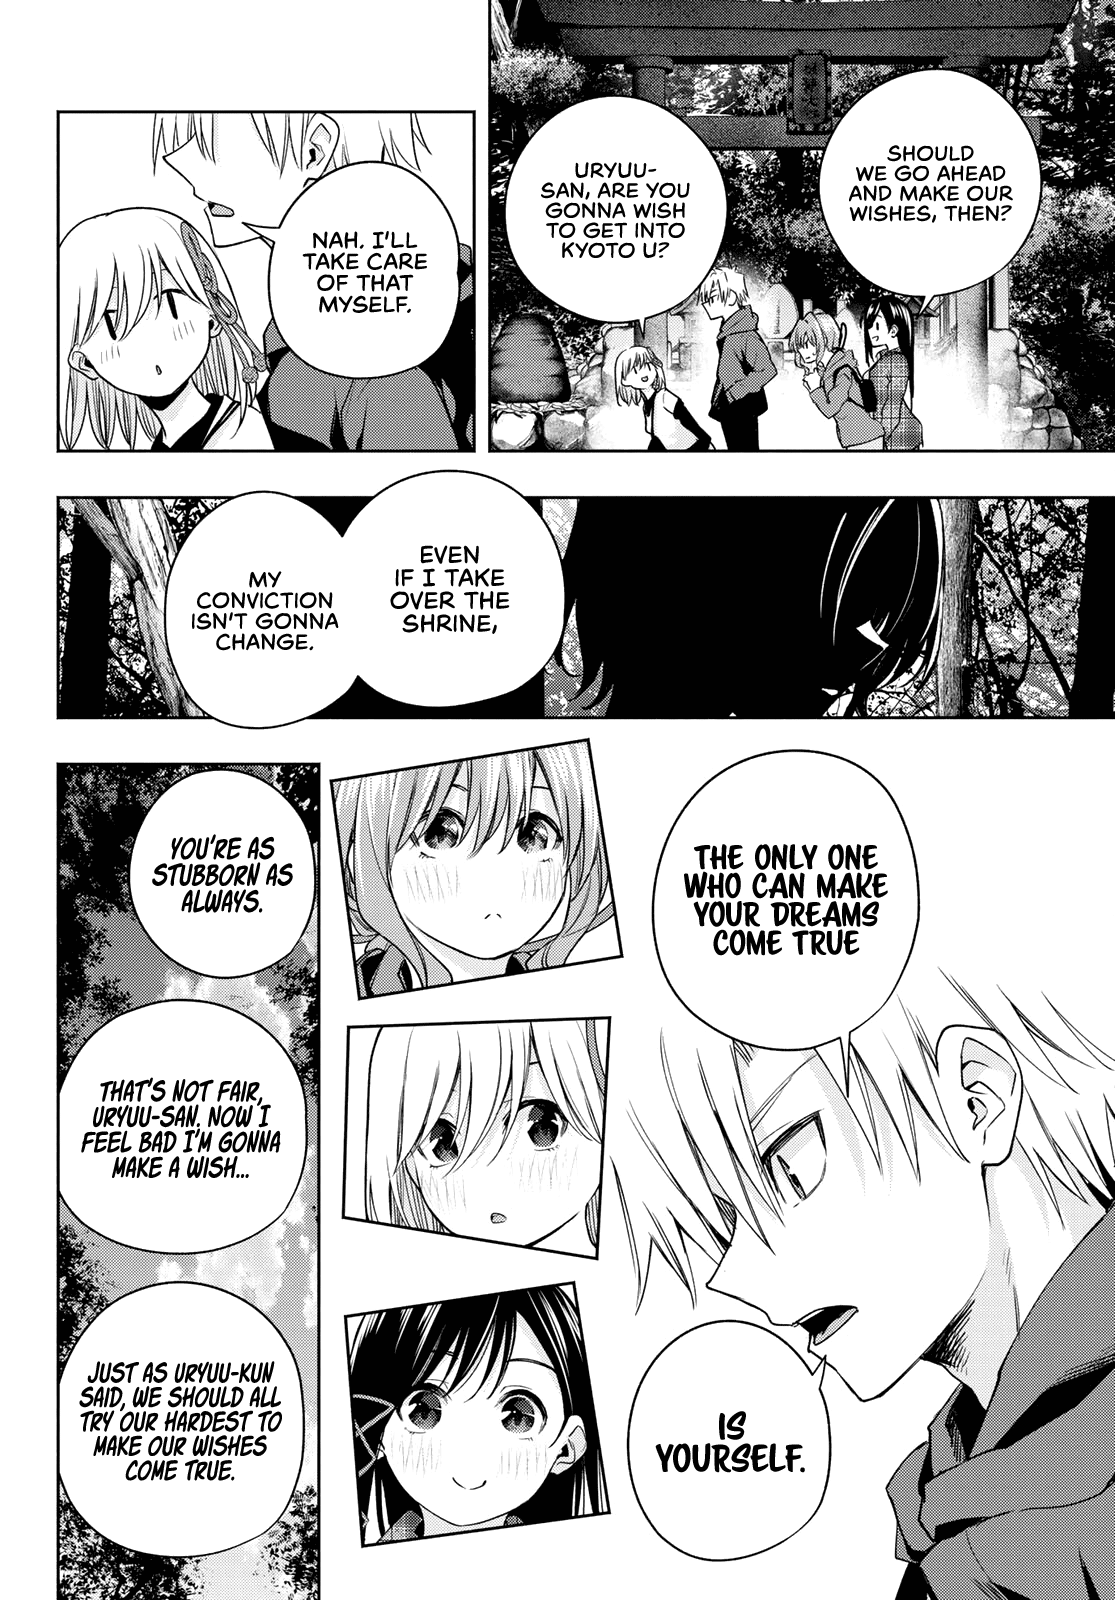 SHOULD
WE GO AHEAD
AND MAKE OUR
WISHES, THEN?
URYUU-
SAN, ARE YOU
GONNA WISH
TO GET INTO
KYOTO U?
NAH. I'LL
TAKE CARE
OF THAT
MYSELF.
EVEN
IF I TAKE
OVER THE
SHRINE,
MY
CONVICTION
ISN'T GONNA
CHANGE.
THE ONLY ONE
WHO CAN MAKE
YOUR DREAMS
COME TRUE
IS
YOURSELF.
YOU'RE AS
STUBBORN AS
ALWAYS.
THAT'S NOT FAIR,
URYUU-SAN. NOW I
FEEL BAD I'M GONNA
MAKE A WISH...
JUST AS URYUU-KUN
SAID, WE SHOULD ALL
TRY OUR HARDEST TO
MAKE OUR WISHES
COME TRUE.